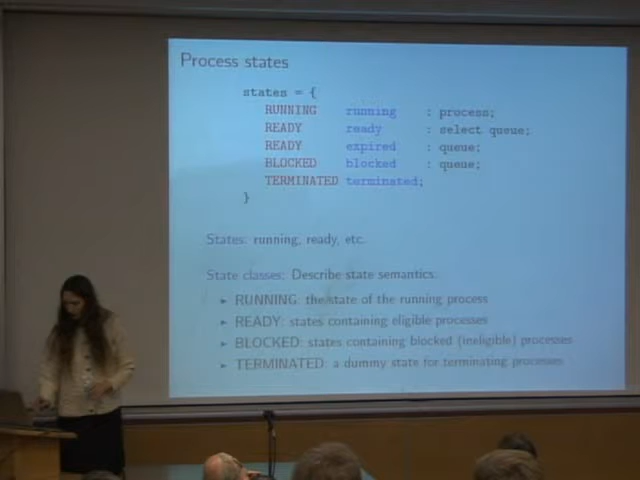 Process states
states = {
RUNNING running : process;
READY ready : select queue;
READY expired : queue;
BLOCKED blocked : queue;
TERMINATED terminated;
}
States: running, ready, etc.
State classes: Describe state semantics:
► RUNNING: the state of the running process
► READY: states containing eligible processes
► BLOCKED: states containing blocked (ineligible) processes
► TERMINATED: a dummy state for terminating processes